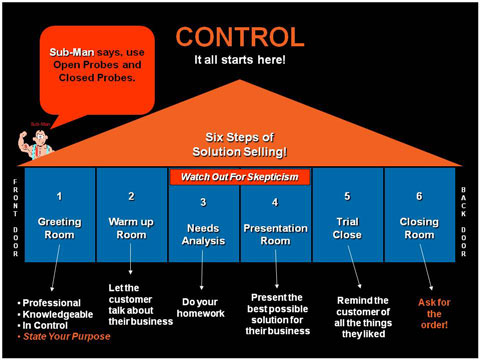 CONTROL
It all starts here!
Sub-Man says, use
Open Probes and
Closed Probes.
Sub-Man
Six Steps of
Solution Selling!
Watch Out For Skepticism
FRONT DOOR
1
Greeting
Room
2
Warm up
Room
3
Needs
Analysis
4
Presentation
Room
5
Trial
Close
6
Closing
Room
BACK DOOR
• Professional
• Knowledgeable
• In Control
• State Your Purpose
Let the
customer
talk about
their business
Do your
homework
Present the
best possible
solution for
their business
Remind the
customer of
all the things
they liked
Ask for
the order!